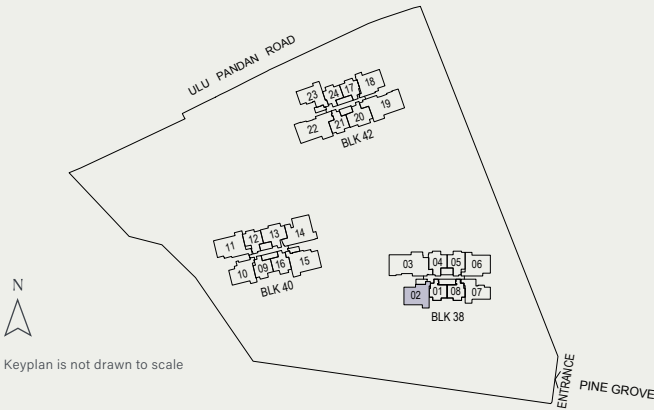 ULU PANDAN ROAD
23 24 17 18
22 21 20 19
BLK 42
11 12 13 14
10 09 16 15
BLK 40
03 04 05 06
02 01 08 07
BLK 38
N
Keyplan is not drawn to scale
ENTRANCE
PINE GROVE